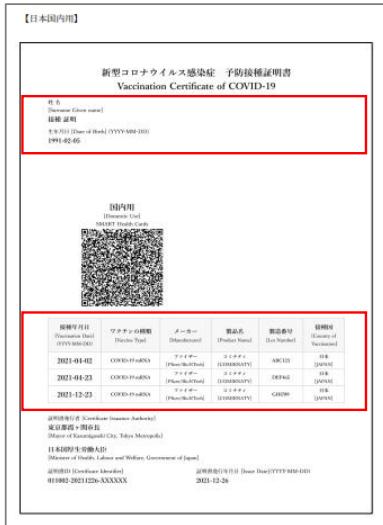 【日本国内用】
新型コロナウイルス感染症 予防接種証明書
Vaccination Certificate of COVID-19
氏名
[Surname Given name]
接種 証明
生年月日 [Date of Birth] (YYYY-MM-DD)
1991-02-05
国内用
[Domestic Use]
SMART Health Cards
接種年月日 ワクチンの種類 メーカー 製品名 製造番号 接種国
[Vaccination Date] [Vaccine Type] [Manufacturer] [Product Name] [Lot Number] [Country of
(YYYY-MM-DD) Vaccination]
2021-04-02 COVID-19 mRNA ファイザー コミナティ ABC123 日本
[Pfizer/BioNTech] [COMIRNATY] [JAPAN]
2021-04-23 COVID-19 mRNA ファイザー コミナティ DEF465 日本
[Pfizer/BioNTech] [COMIRNATY] [JAPAN]
2021-12-23 COVID-19 mRNA ファイザー コミナティ GHI789 日本
[Pfizer/BioNTech] [COMIRNATY] [JAPAN]
証明書発行者 [Certificate Issuance Authority]
東京都霞ヶ関市長
[Mayor of Kasumigaseki City, Tokyo Metropolis]
日本国厚生労働大臣
[Minister of Health, Labour and Welfare, Government of Japan]
証明書ID [Certificate Identifier] 証明書発行年月日 [Issue Date] (YYYY-MM-DD)
011002-20211226-XXXXXX 2021-12-26